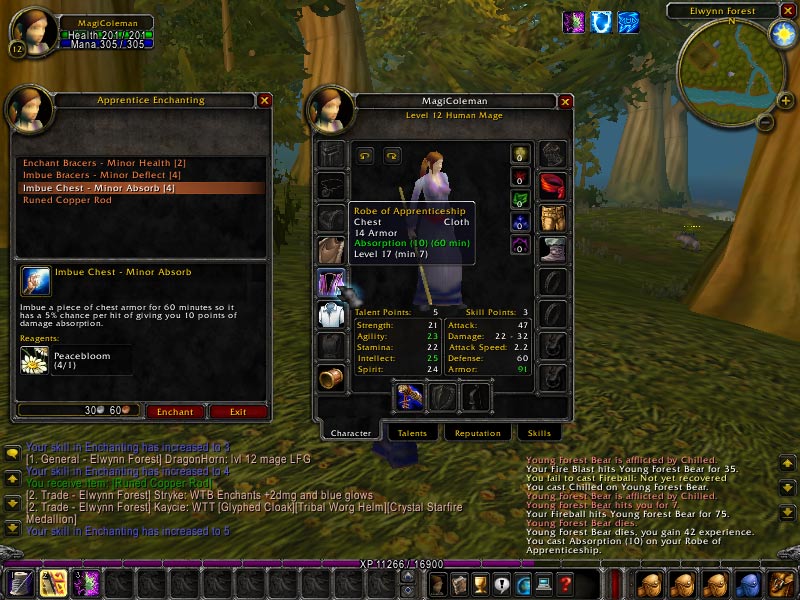 MagiColeman
Health 201 / 201
Mana 305 / 305
12
Elwynn Forest
N
Apprentice Enchanting
Enchant Bracers - Minor Health [2]
Imbue Bracers - Minor Deflect [4]
Imbue Chest - Minor Absorb [4]
Runed Copper Rod
Imbue Chest - Minor Absorb
Imbue a piece of chest armor for 60 minutes so it
has a 5% chance per hit of giving you 10 points of
damage absorption.
Reagents:
Peacebloom
(4/1)
30 60
Enchant Exit
MagiColeman
Level 12 Human Mage
0
0
0
0
0
Robe of Apprenticeship
Chest Cloth
14 Armor
Absorption (10) (60 min)
Level 17 (min 7)
Talent Points: 5 Skill Points: 3
Strength: 21 Attack: 47
Agility: 23 Damage: 22 - 32
Stamina: 22 Attack Speed: 2.2
Intellect: 25 Defense: 60
Spirit: 24 Armor: 91
Character Talents Reputation Skills
Your skill in Enchanting has increased to 3
[1. General - Elwynn Forest] DragonHorn: lvl 12 mage LFG
Your skill in Enchanting has increased to 4
You receive item: [Runed Copper Rod]
[2. Trade - Elwynn Forest] Stryke: WTB Enchants +2dmg and blue glows
[2. Trade - Elwynn Forest] Kaycie: WTT [Glyphed Cloak][Tribal Worg Helm][Crystal Starfire
Medallion]
Your skill in Enchanting has increased to 5
Young Forest Bear is afflicted by Chilled.
Your Fire Blast hits Young Forest Bear for 35.
You fail to cast Fireball: Not yet recovered
You cast Chilled on Young Forest Bear.
Young Forest Bear is afflicted by Chilled.
Young Forest Bear hits you for 7.
Your Fireball hits Young Forest Bear for 75.
Young Forest Bear dies.
Young Forest Bear dies, you gain 42 experience.
You cast Absorption (10) on your Robe of
Apprenticeship.
XP 11266 / 16900
3